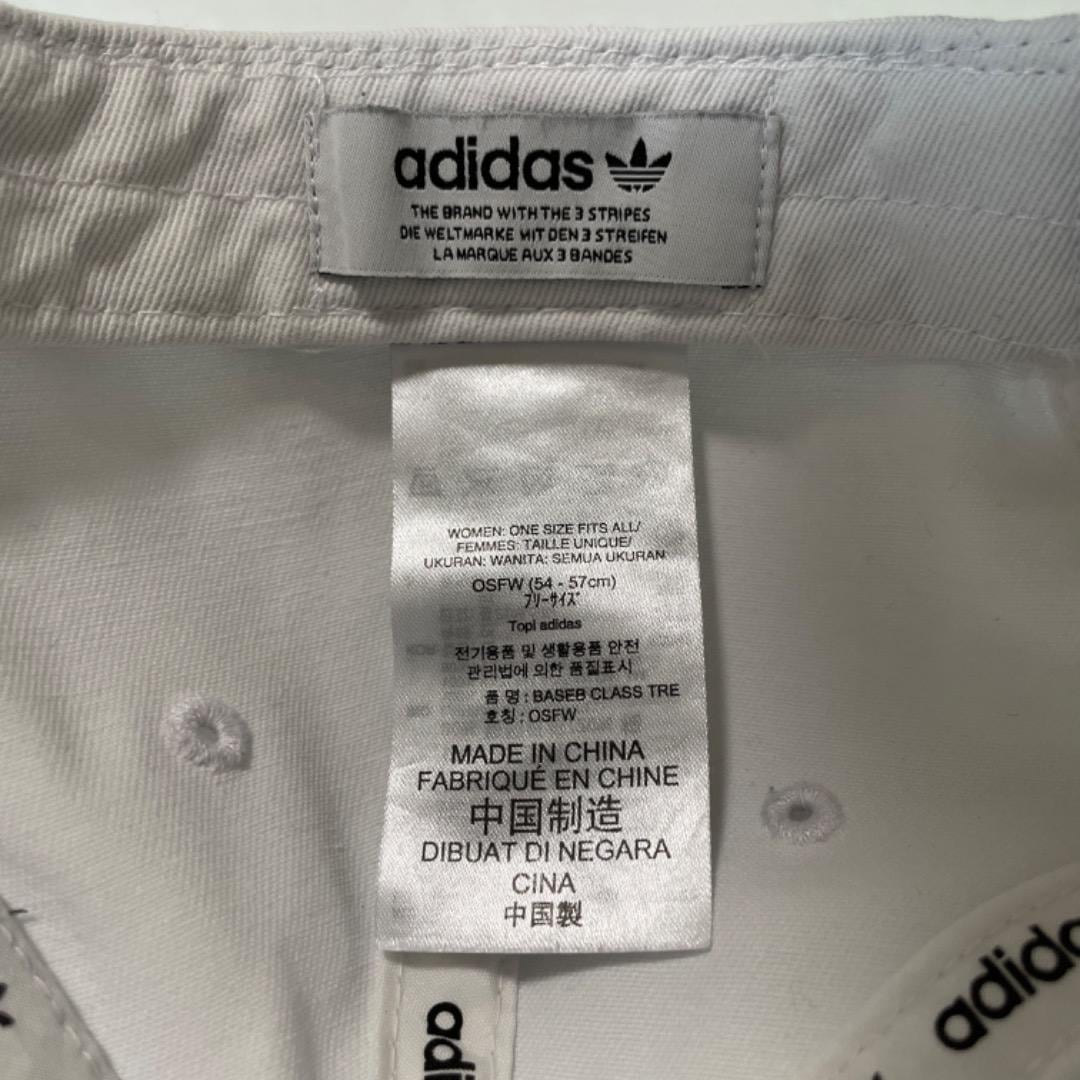 adidas
THE BRAND WITH THE 3 STRIPES
DIE WELTMARKE MIT DEN 3 STREIFEN
LA MARQUE AUX 3 BANDES
WOMEN: ONE SIZE FITS ALL/
FEMMES: TAILLE UNIQUE/
UKURAN: WANITA: SEMUA UKURAN
OSFW (54 - 57cm)
フリーサイズ
Topi adidas
전기용품 및 생활용품 안전
관리법에 의한 품질표시
품 명 : BASEB CLASS TRE
호칭 : OSFW
MADE IN CHINA
FABRIQUÉ EN CHINE
中国制造
DIBUAT DI NEGARA
CINA
中国製
adi
adida